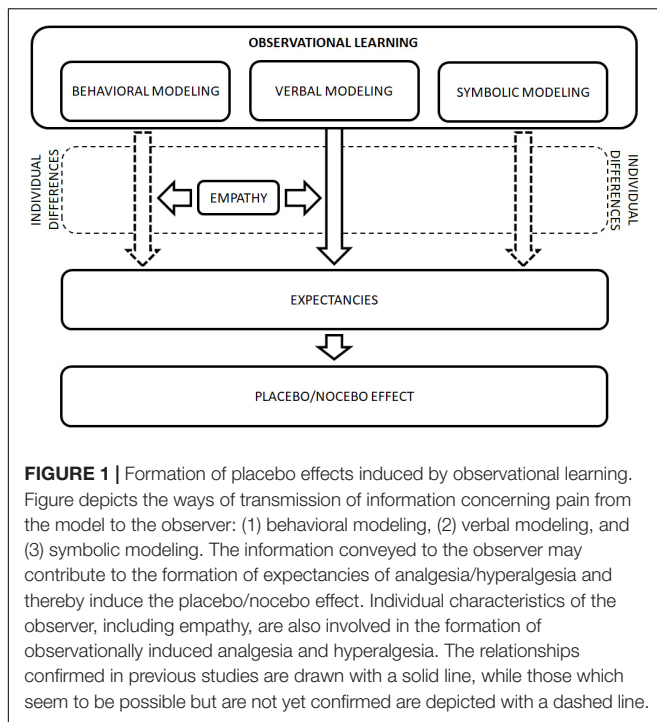 OBSERVATIONAL LEARNING
BEHAVIORAL MODELING
VERBAL MODELING
SYMBOLIC MODELING
INDIVIDUAL
DIFFERENCES
EMPATHY
INDIVIDUAL
DIFFERENCES
EXPECTANCIES
PLACEBO/NOCEBO EFFECT
FIGURE 1 | Formation of placebo effects induced by observational learning.
Figure depicts the ways of transmission of information concerning pain from
the model to the observer: (1) behavioral modeling, (2) verbal modeling, and
(3) symbolic modeling. The information conveyed to the observer may
contribute to the formation of expectancies of analgesia/hyperalgesia and
thereby induce the placebo/nocebo effect. Individual characteristics of the
observer, including empathy, are also involved in the formation of
observationally induced analgesia and hyperalgesia. The relationships
confirmed in previous studies are drawn with a solid line, while those which
seem to be possible but are not yet confirmed are depicted with a dashed line.